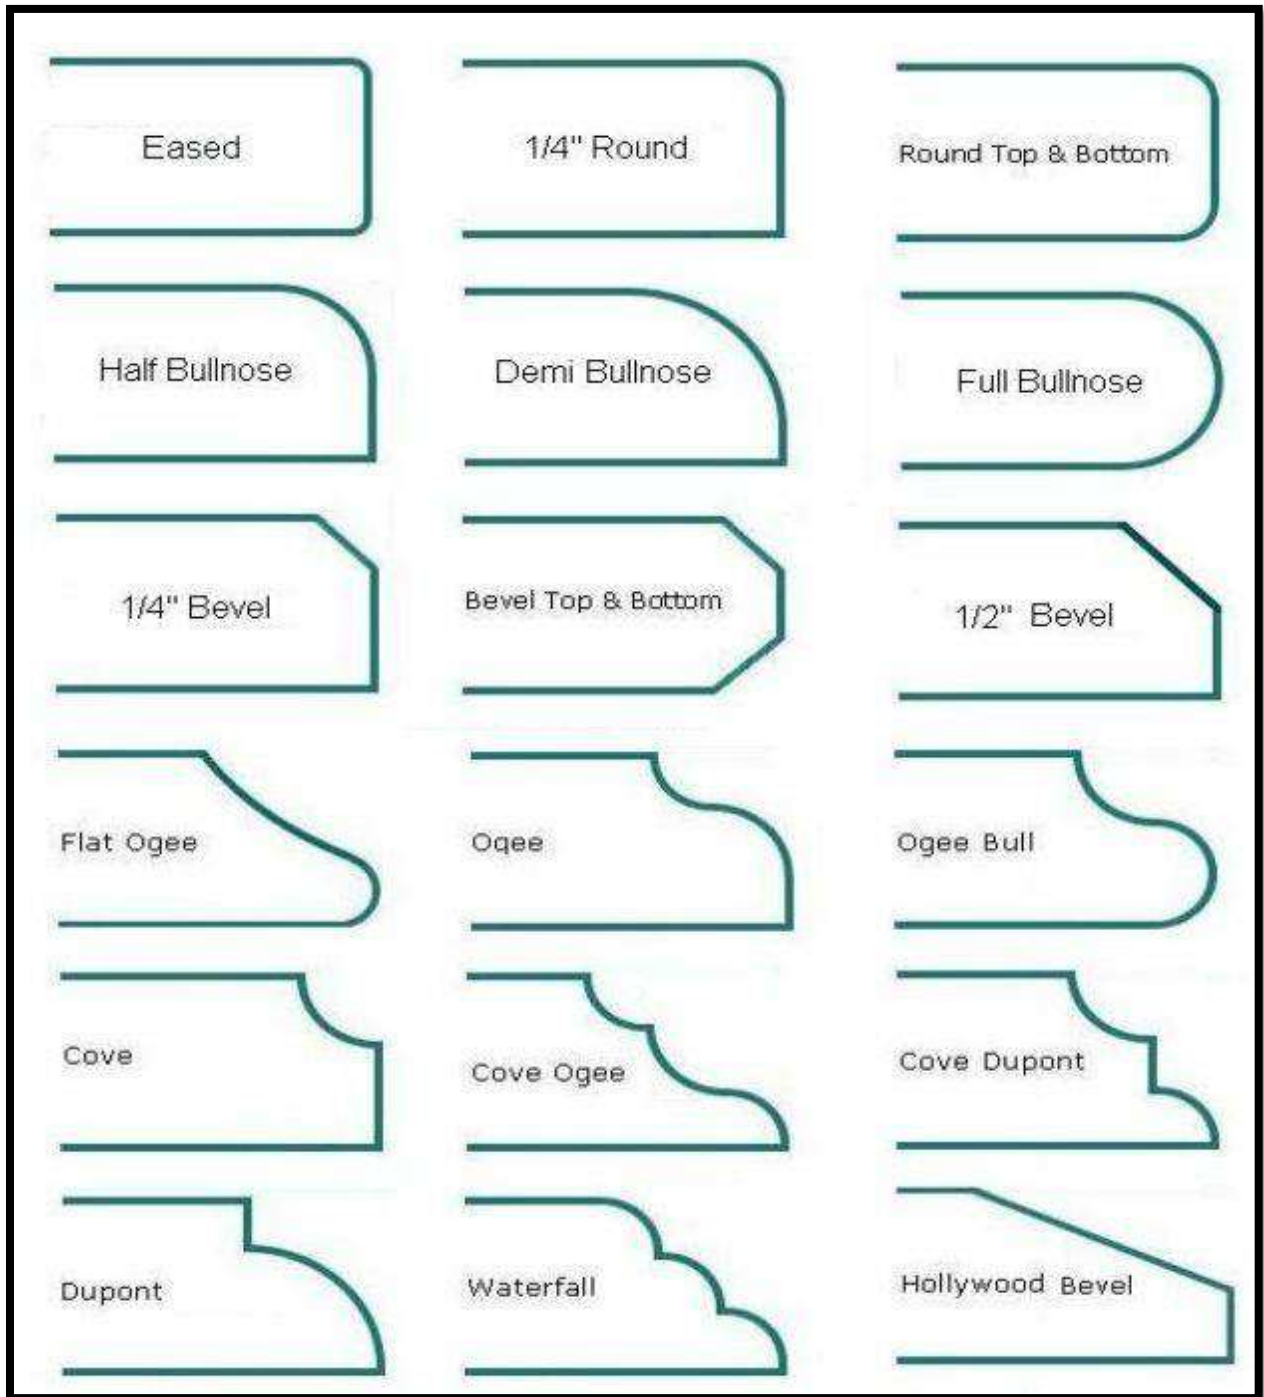 Eased
1/4" Round
Round Top & Bottom
Half Bullnose
Demi Bullnose
Full Bullnose
1/4" Bevel
Bevel Top & Bottom
1/2" Bevel
Flat Ogee
Oqee
Ogee Bull
Cove
Cove Ogee
Cove Dupont
Dupont
Waterfall
Hollywood Bevel